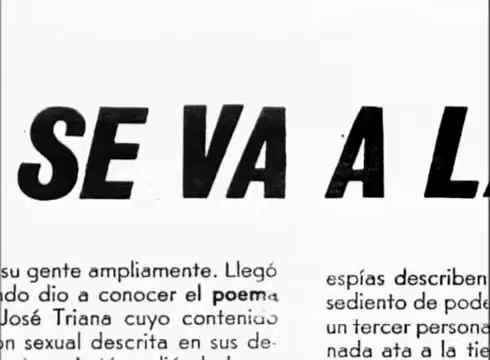 SE VA A L
su gente ampliamente. Llegó
do dio a conocer el poema
José Triana cuyo contenido
n sexual descrita en sus de-
espías describen
sediento de pode
un tercer persona
nada ata a la tie